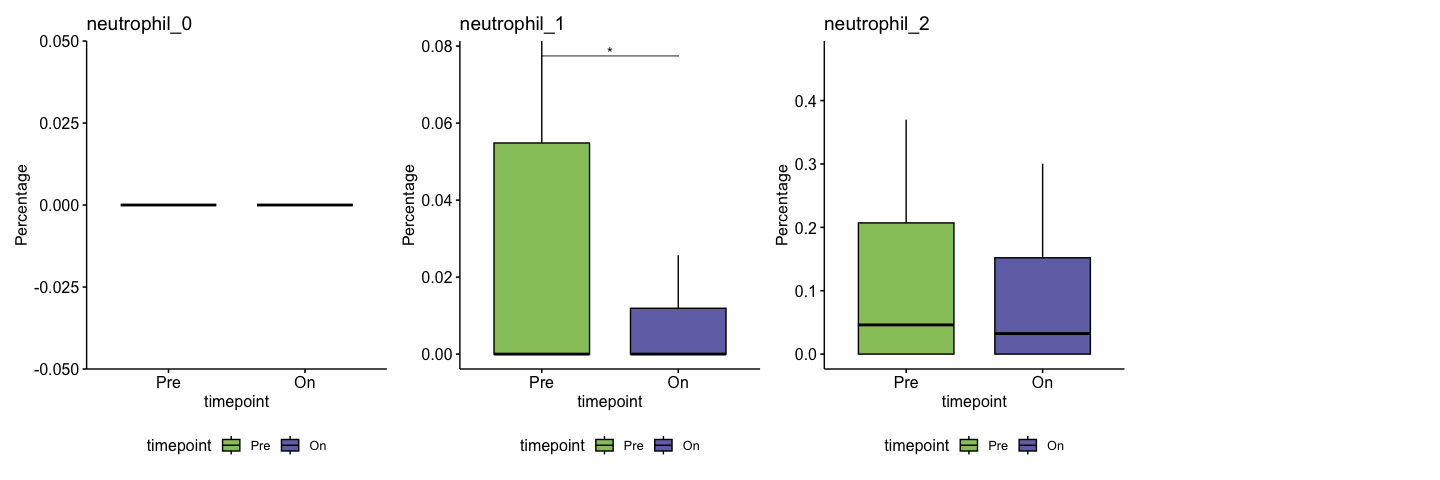 neutrophil_0
0.050
0.025
0.000
-0.025
-0.050
Percentage
Pre On
timepoint
timepoint Pre On
neutrophil_1
0.08
0.06
0.04
0.02
0.00
Percentage
*
Pre On
timepoint
timepoint Pre On
neutrophil_2
0.4
0.3
0.2
0.1
0.0
Percentage
Pre On
timepoint
timepoint Pre On